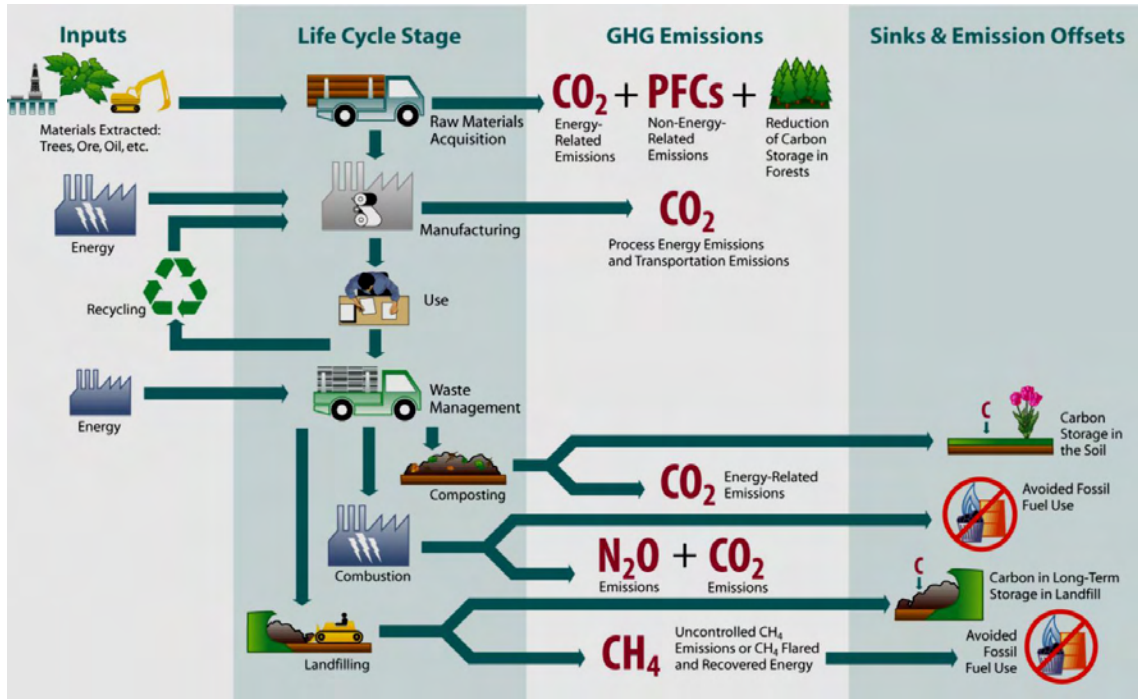 Inputs
Life Cycle Stage
GHG Emissions
Sinks & Emission Offsets
Materials Extracted:
Trees, Ore, Oil, etc.
Raw Materials
Acquisition
CO2 + PFCs +
Energy-
Related
Emissions
Non-Energy-
Related
Emissions
Reduction
of Carbon
Storage in
Forests
Energy
Manufacturing
CO2
Process Energy Emissions
and Transportation Emissions
Recycling
Use
Energy
Waste
Management
Composting
C
Carbon
Storage in
the Soil
CO2
Energy-Related
Emissions
Combustion
Avoided Fossil
Fuel Use
N2O + CO2
Emissions
Emissions
Landfilling
C
Carbon in Long-Term
Storage in Landfill
CH4
Uncontrolled CH4
Emissions or CH4 Flared
and Recovered Energy
Avoided
Fossil
Fuel Use